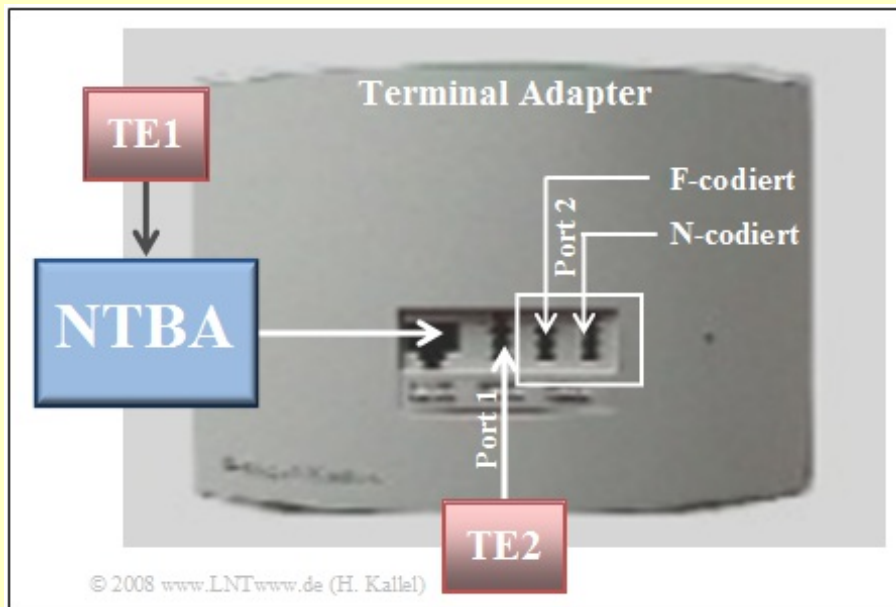 Terminal Adapter
TE1
F-codiert
Port 2
N-codiert
NTBA
Port 1
TE2
© 2008 www.LNTwww.de (H. Kallel)